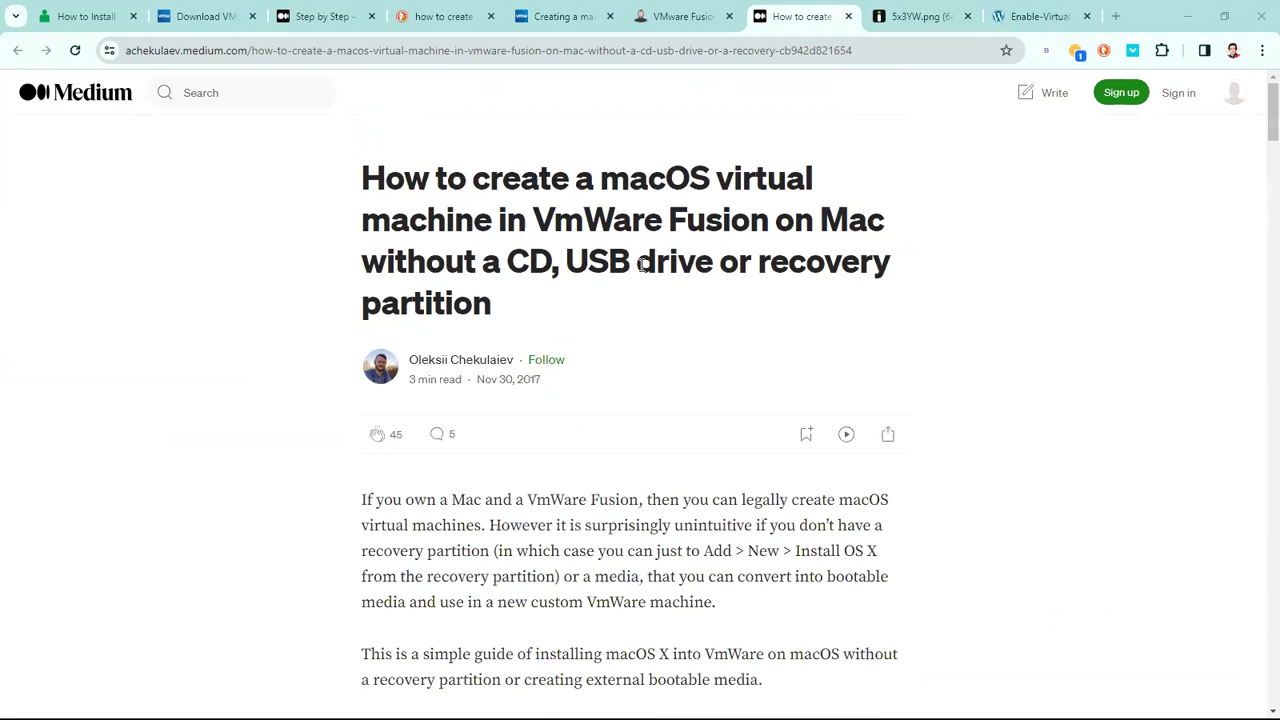 How to Install
Download VM
Step by Step –
how to create
Creating a ma
VMware Fusio
How to create
5x3YW.png (64
Enable-Virtual
achekulaev.medium.com/how-to-create-a-macos-virtual-machine-in-vmware-fusion-on-mac-without-a-cd-usb-drive-or-a-recovery-cb942d821654
1
Medium
Search
Write
Sign up
Sign in
How to create a macOS virtual
machine in VmWare Fusion on Mac
without a CD, USB drive or recovery
partition
Oleksii Chekulaiev · Follow
3 min read · Nov 30, 2017
45
5
If you own a Mac and a VmWare Fusion, then you can legally create macOS
virtual machines. However it is surprisingly unintuitive if you don’t have a
recovery partition (in which case you can just to Add > New > Install OS X
from the recovery partition) or a media, that you can convert into bootable
media and use in a new custom VmWare machine.
This is a simple guide of installing macOS X into VmWare on macOS without
a recovery partition or creating external bootable media.